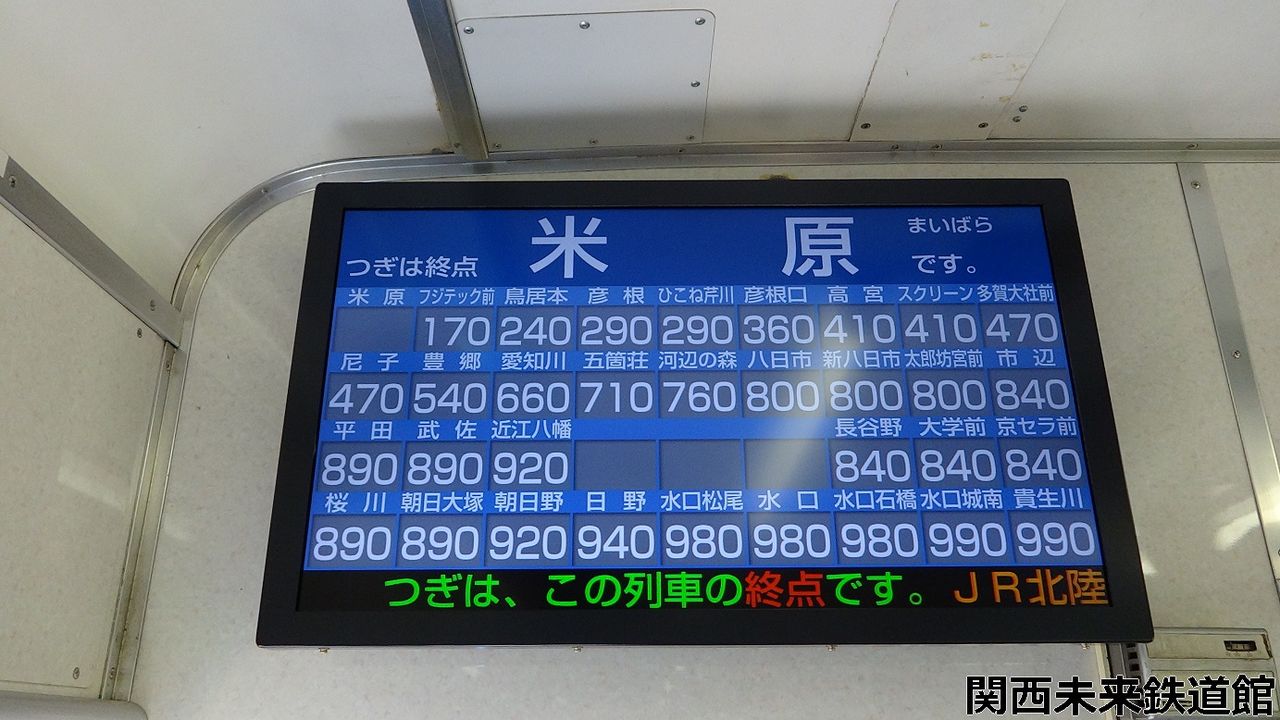 つぎは終点 米原 まいばら です。
米原 フジテック前 鳥居本 彦根 ひこね芹川 彦根口 高宮 スクリーン 多賀大社前
170 240 290 290 360 410 410 470
尼子 豊郷 愛知川 五箇荘 河辺の森 八日市 新八日市 太郎坊宮前 市辺
470 540 660 710 760 800 800 800 840
平田 武佐 近江八幡 長谷野 大学前 京セラ前
890 890 920 840 840 840
桜川 朝日大塚 朝日野 日野 水口松尾 水口 水口石橋 水口城南 貴生川
890 890 920 940 980 980 980 990 990
つぎは、この列車の終点です。 JR北陸
関西未来鉄道館